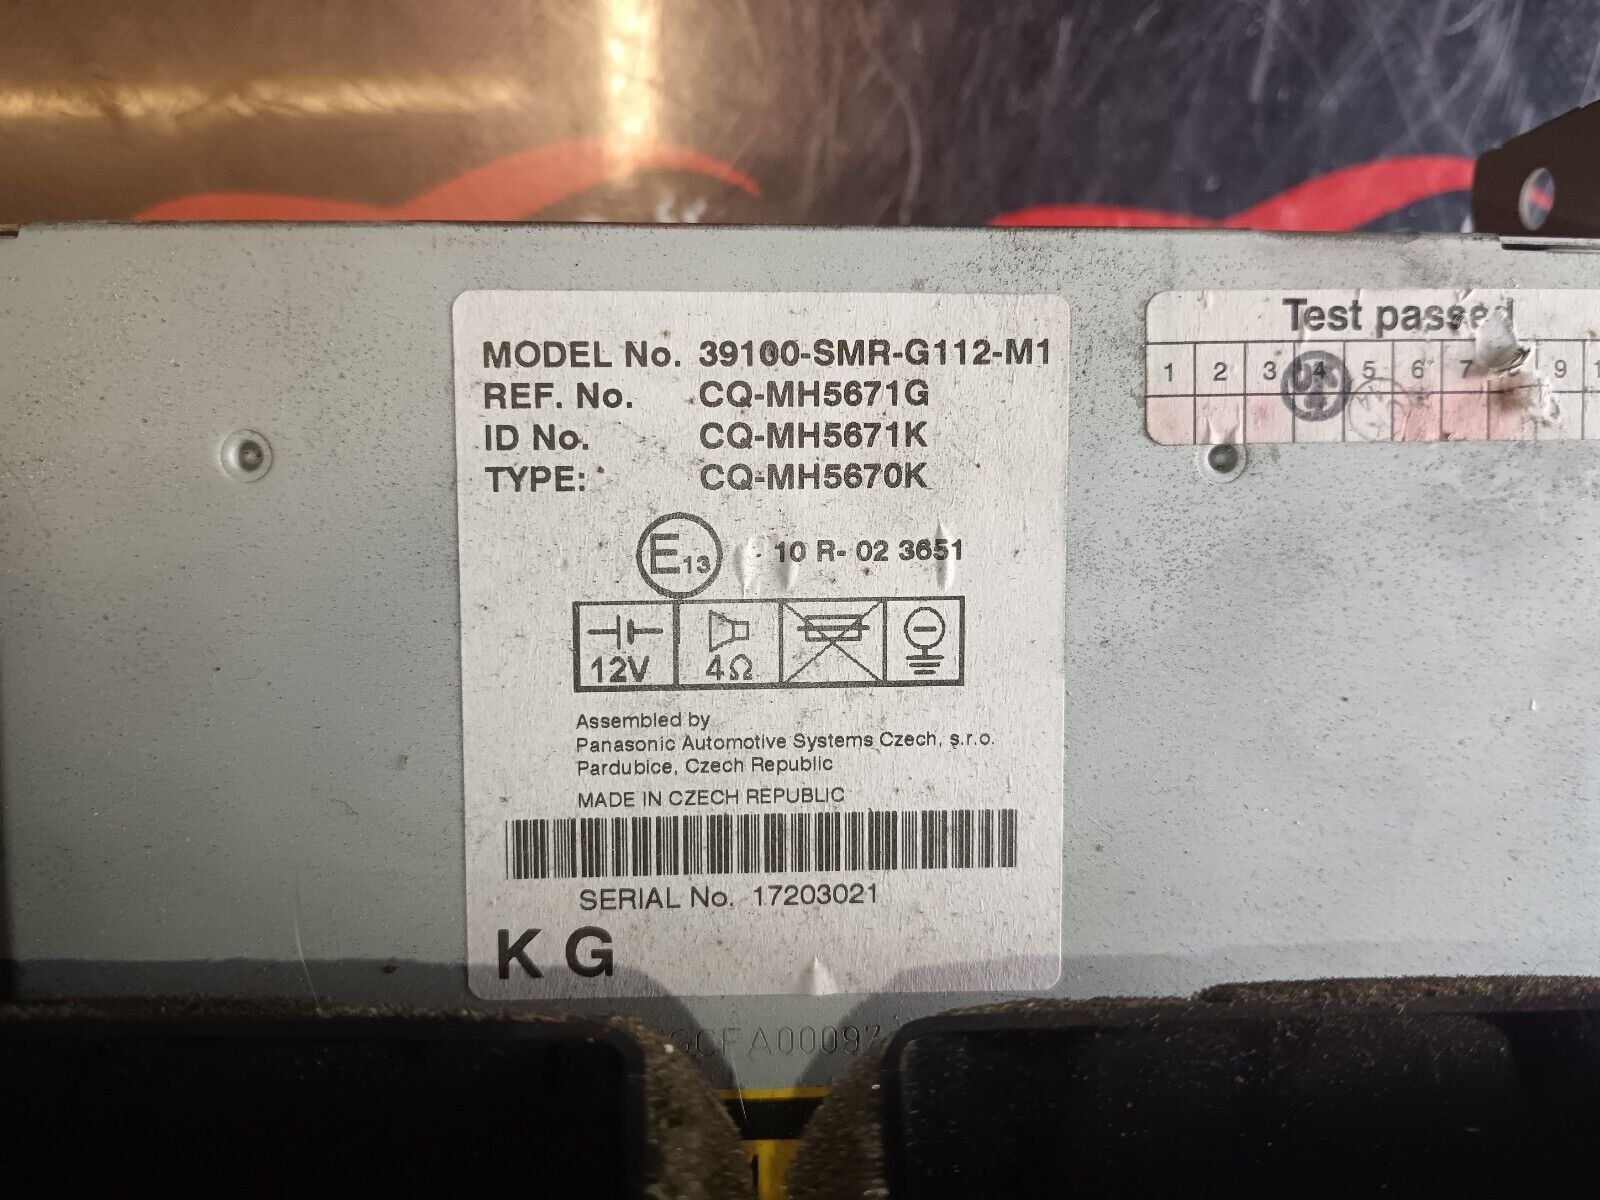 MODEL No. 39100-SMR-G112-M1
REF. No. CQ-MH5671G
ID No. CQ-MH5671K
TYPE: CQ-MH5670K
E13 10 R- 02 3651
12V 4Ω
Assembled by
Panasonic Automotive Systems Czech, s.r.o.
Pardubice, Czech Republic
MADE IN CZECH REPUBLIC
SERIAL No. 17203021
K G
Test passed
1 2 3 4 5 6 7 9